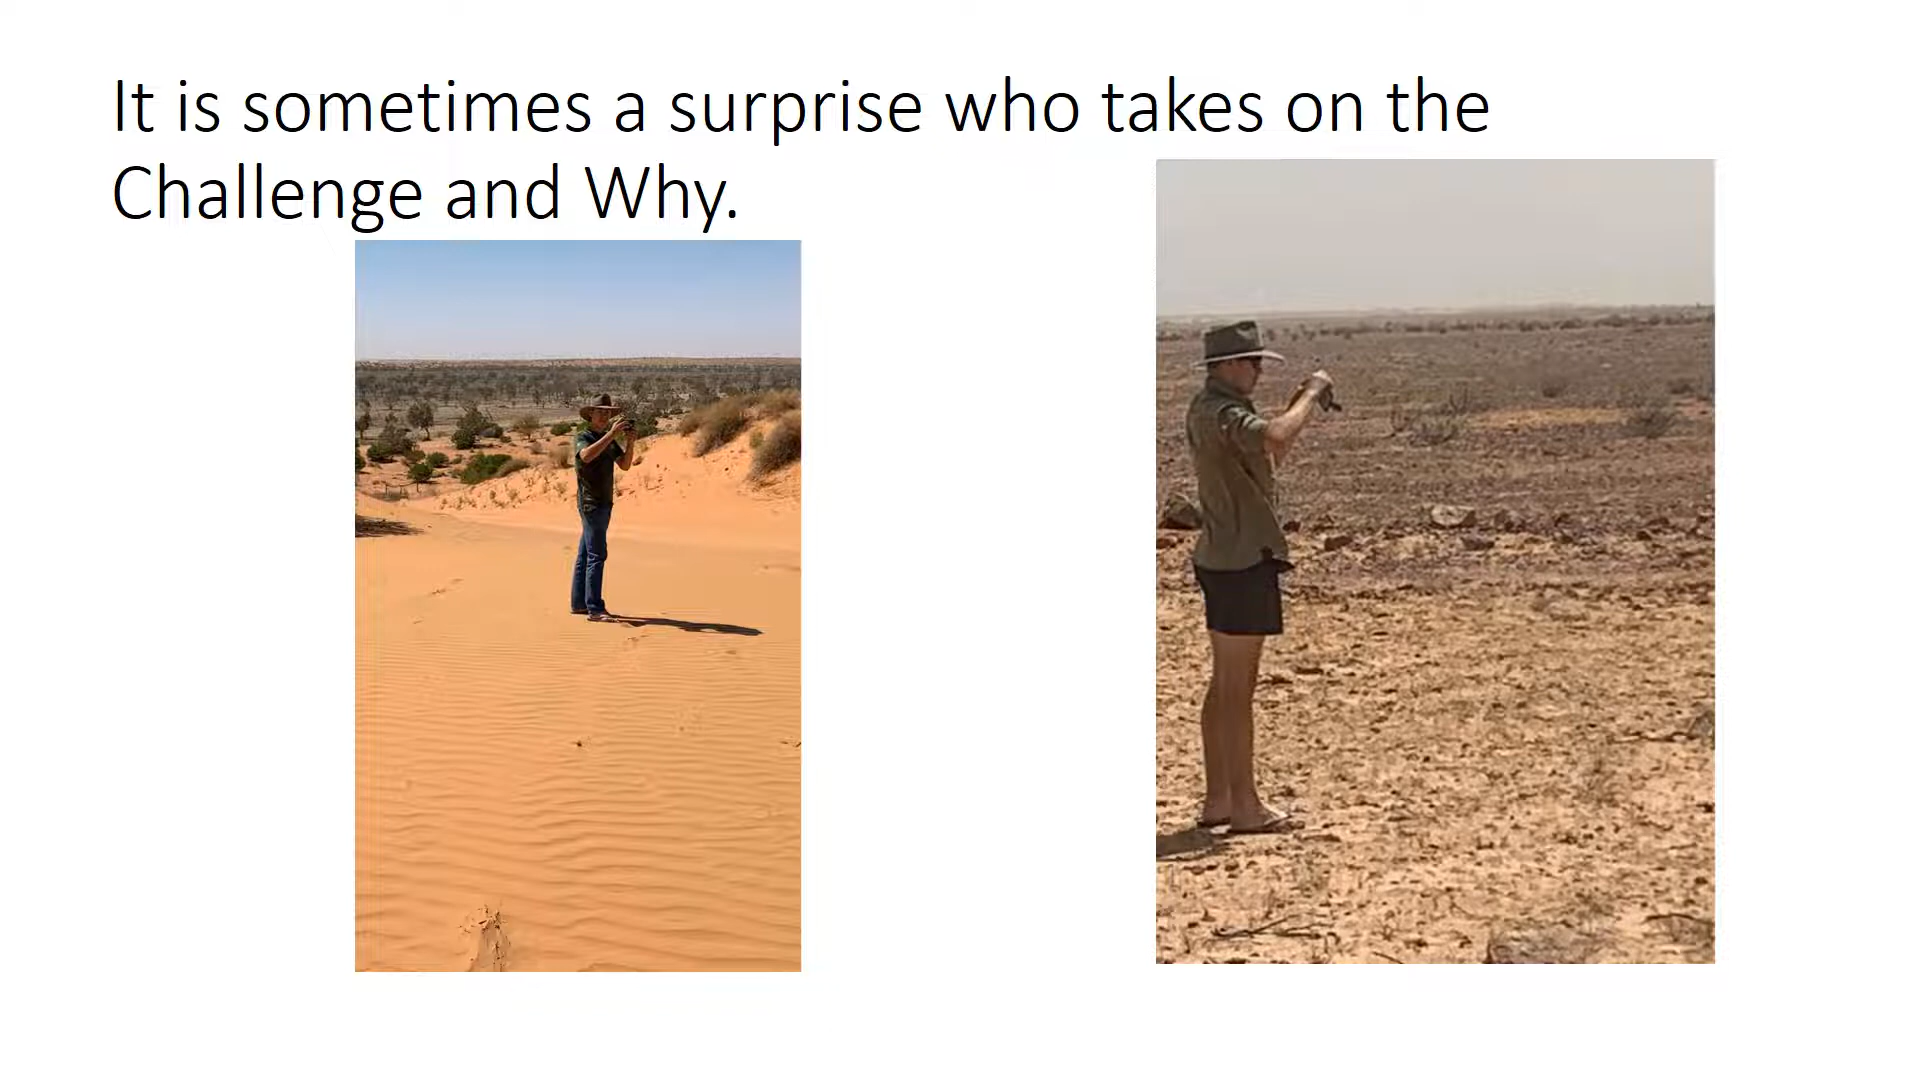 It is sometimes a surprise who takes on the
Challenge and Why.